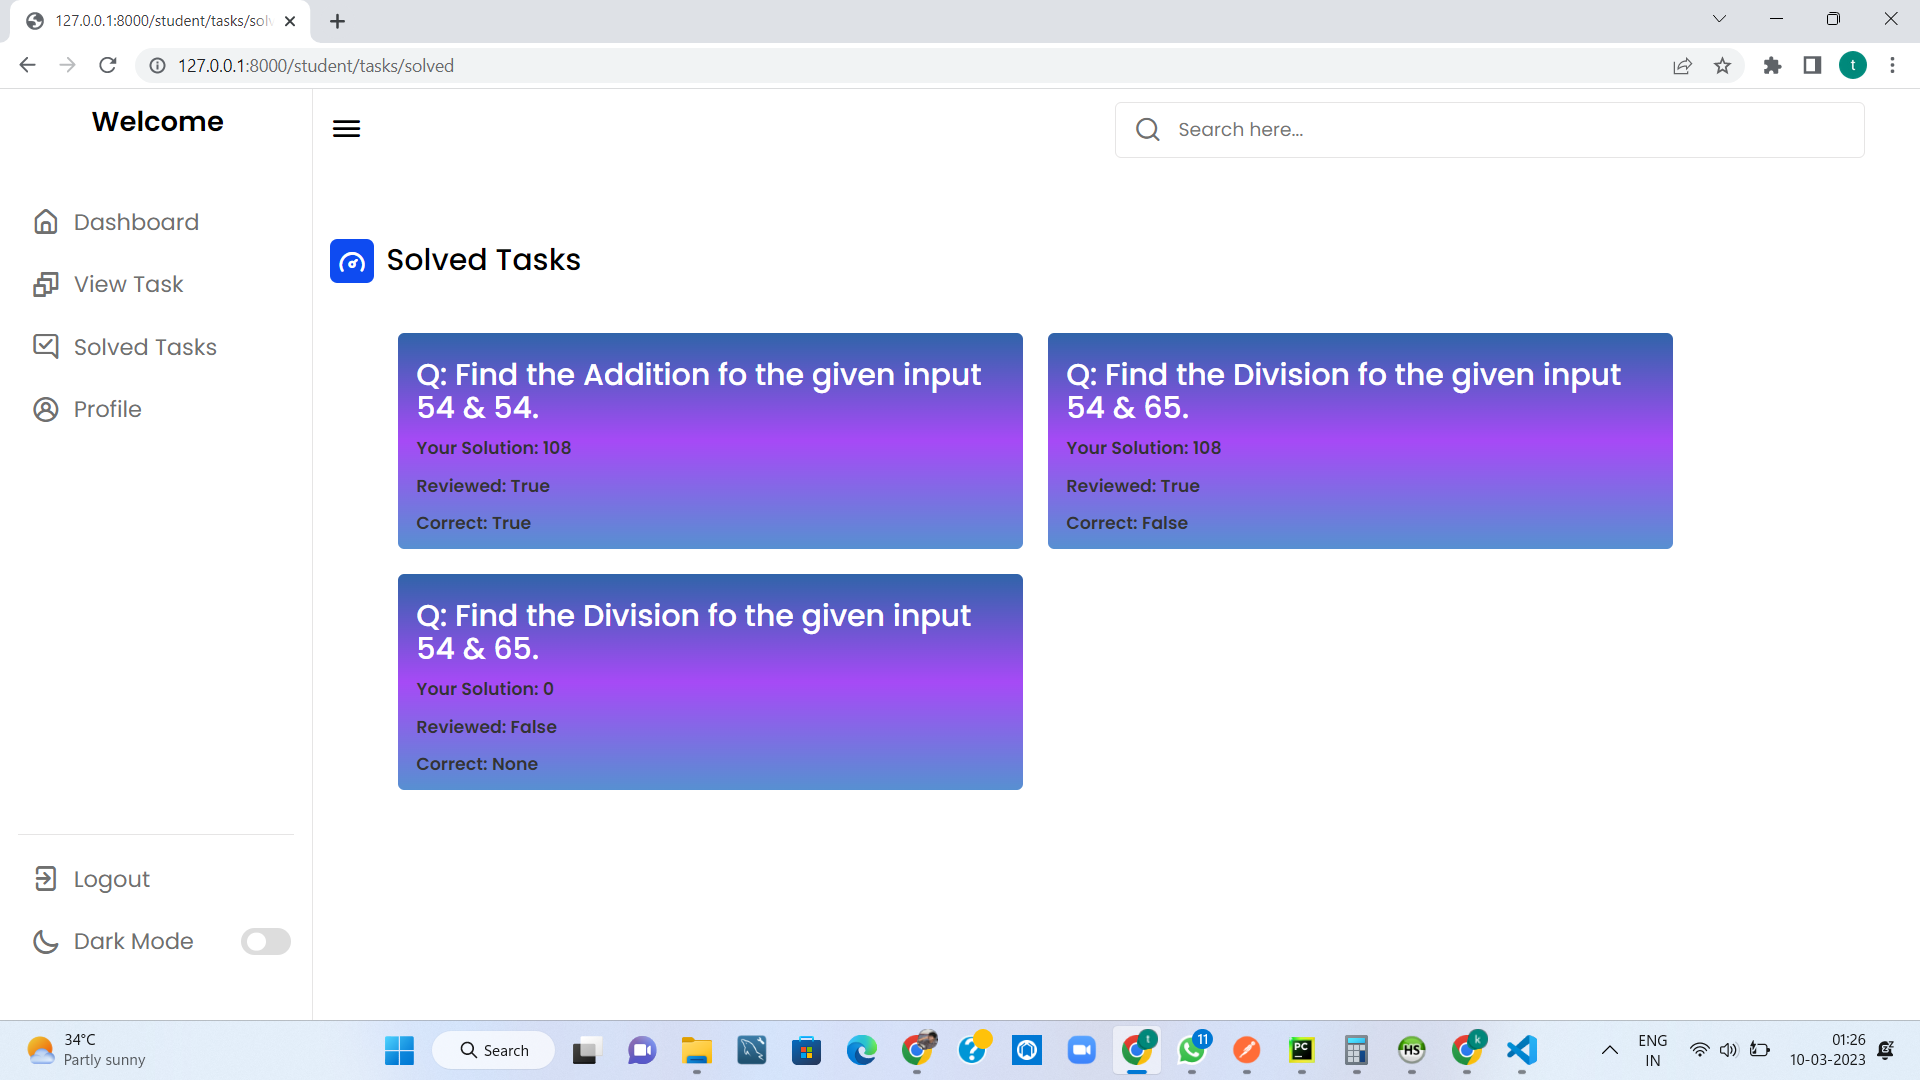 127.0.0.1:8000/student/tasks/solv
127.0.0.1:8000/student/tasks/solved
t
Welcome
Search here...
Dashboard
View Task
Solved Tasks
Profile
Solved Tasks
Q: Find the Addition fo the given input
54 & 54.
Your Solution: 108
Reviewed: True
Correct: True
Q: Find the Division fo the given input
54 & 65.
Your Solution: 108
Reviewed: True
Correct: False
Q: Find the Division fo the given input
54 & 65.
Your Solution: 0
Reviewed: False
Correct: None
Logout
Dark Mode
34°C
Partly sunny
Search
t
11
PC
HS
k
ENG
IN
01:26
10-03-2023